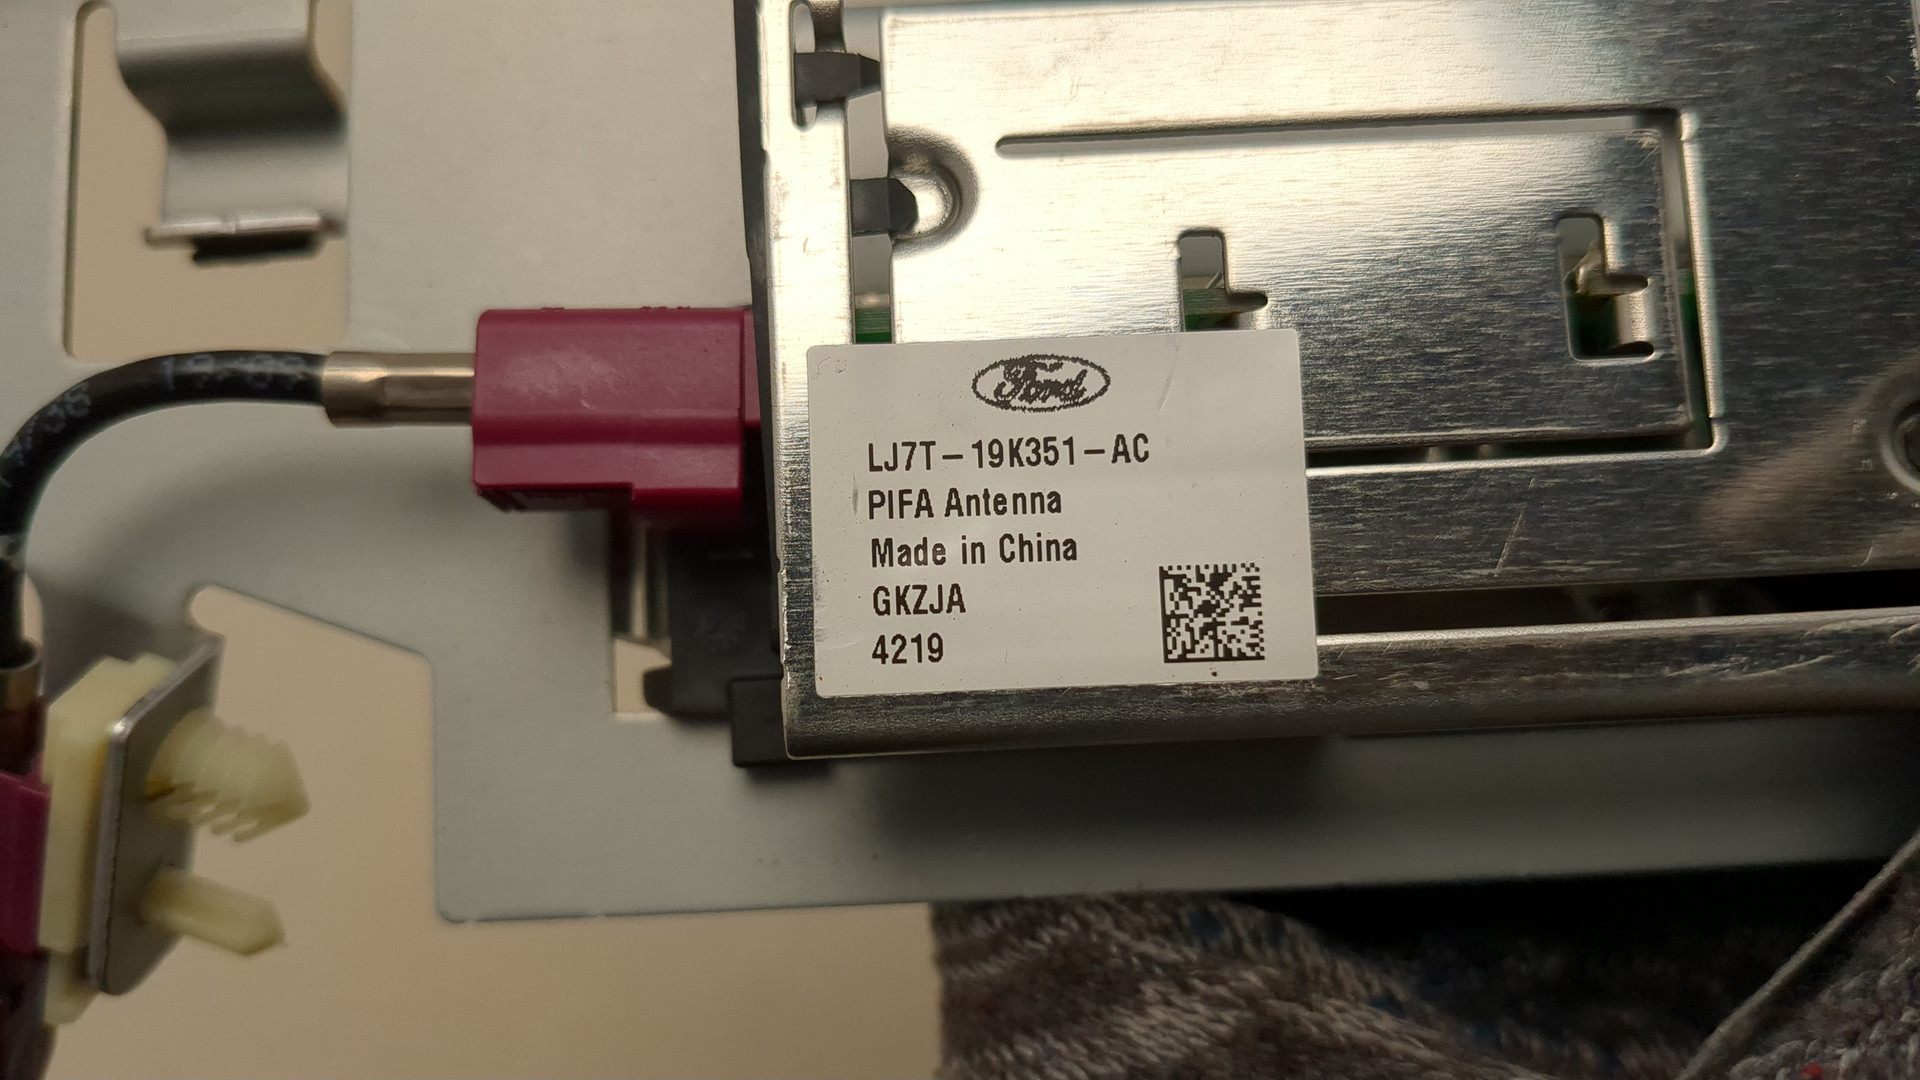 Ford
LJ7T-19K351-AC
PIFA Antenna
Made in China
GKZJA
4219